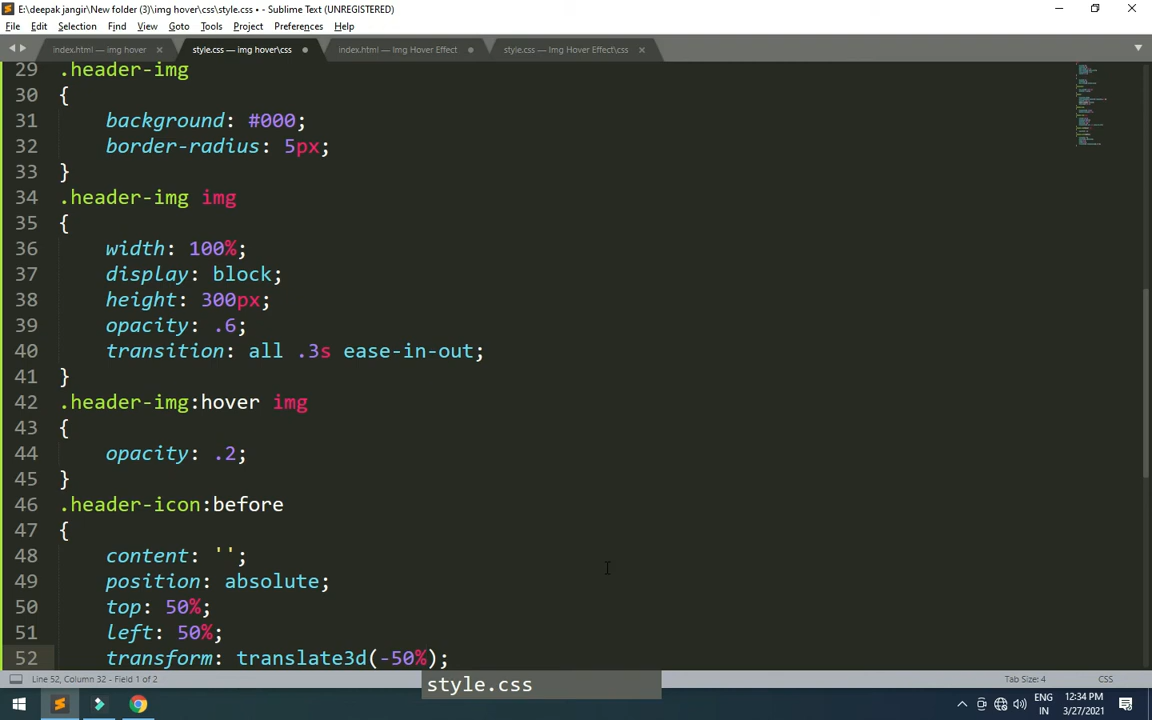 E:\deepak jangir\New folder (3)\img hover\css\style.css • - Sublime Text (UNREGISTERED)
File Edit Selection Find View Goto Tools Project Preferences Help
index.html — img hover style.css — img hover\css index.html — Img Hover Effect style.css — Img Hover Effect\css
29 .header-img
30 {
31 background: #000;
32 border-radius: 5px;
33 }
34 .header-img img
35 {
36 width: 100%;
37 display: block;
38 height: 300px;
39 opacity: .6;
40 transition: all .3s ease-in-out;
41 }
42 .header-img:hover img
43 {
44 opacity: .2;
45 }
46 .header-icon:before
47 {
48 content: '';
49 position: absolute;
50 top: 50%;
51 left: 50%;
52 transform: translate3d(-50%);
Line 52, Column 32 - Field 1 of 2 Tab Size: 4 CSS
style.css
ENG 12:34 PM
IN 3/27/2021